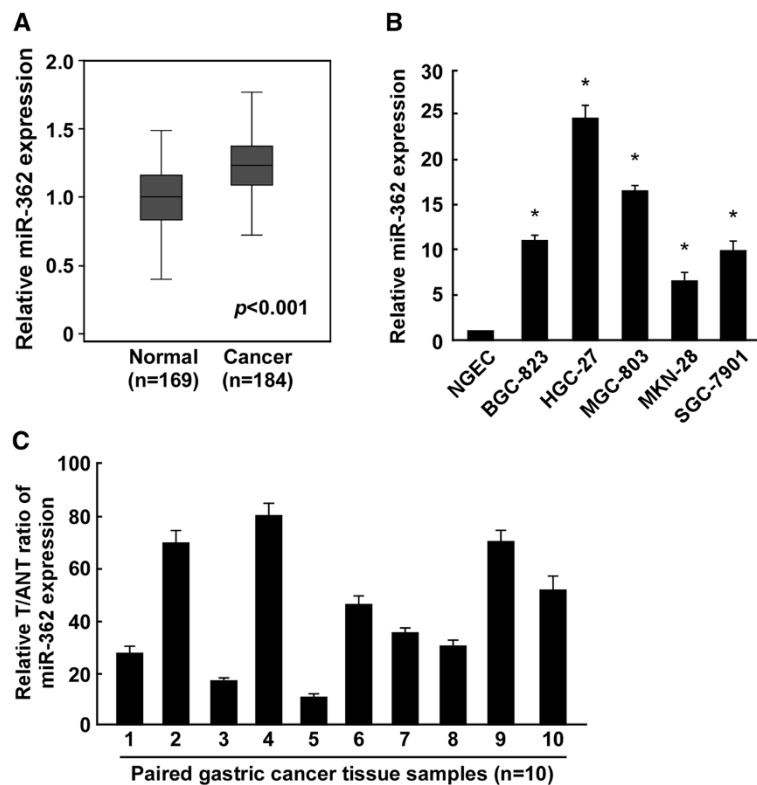 A
Relative miR-362 expression
2.0
1.5
1.0
0.5
0
p<0.001
Normal
(n=169)
Cancer
(n=184)
B
Relative miR-362 expression
30
25
20
15
10
5
0
*
*
*
*
*
NGEC
BGC-823
HGC-27
MGC-803
MKN-28
SGC-7901
C
Relative T/ANT ratio of
miR-362 expression
100
80
60
40
20
0
1 2 3 4 5 6 7 8 9 10
Paired gastric cancer tissue samples (n=10)